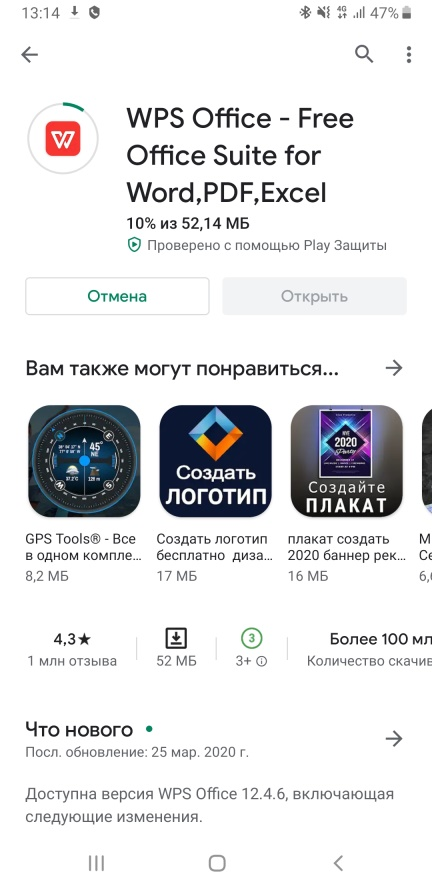 13:14 4G 47%
WPS Office - Free
Office Suite for
Word,PDF,Excel
10% из 52,14 МБ
Проверено с помощью Play Защиты
Отмена Открыть
Вам также могут понравиться...
45°
NE
Создать
ЛОГОТИП
NYE
2020
Party
Создайте
ПЛАКАТ
GPS Tools® - Все
в одном компле...
8,2 МБ
Создать логотип
бесплатно диза...
17 МБ
плакат создать
2020 баннер рек...
16 МБ
4,3★
1 млн отзыва
52 МБ
3
3+
Более 100 мл
Количество скачив
Что нового
Посл. обновление: 25 мар. 2020 г.
Доступна версия WPS Office 12.4.6, включающая
следующие изменения.